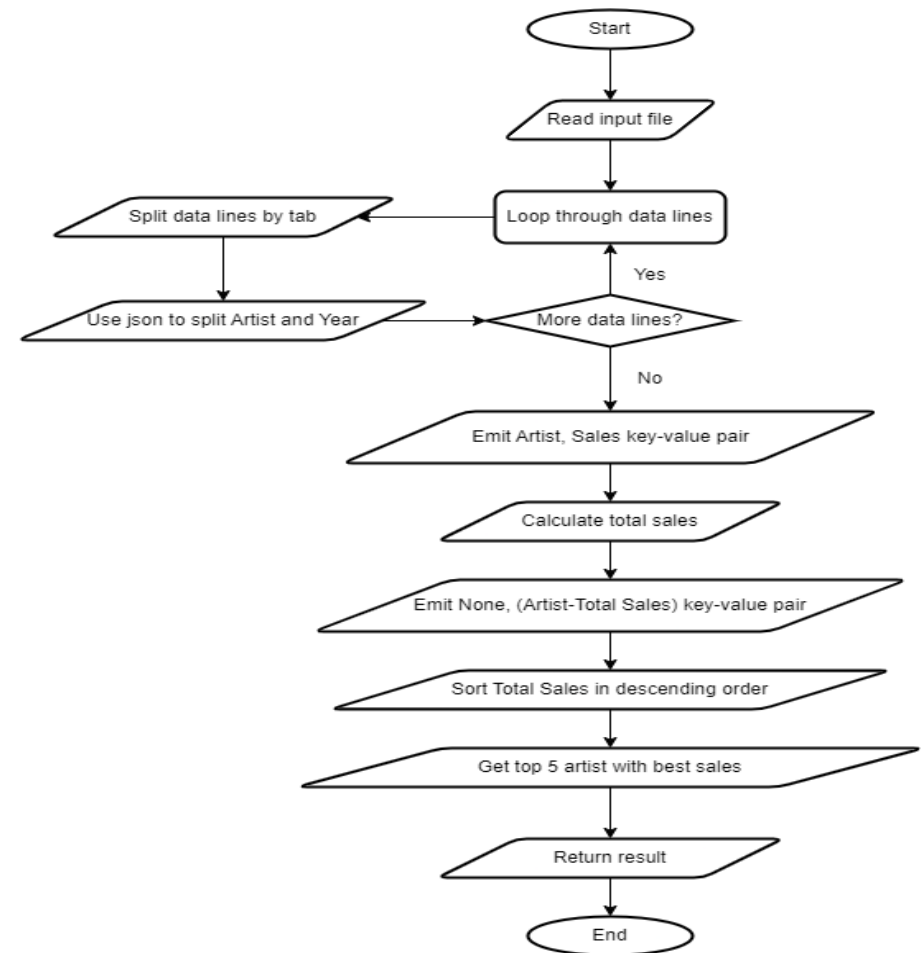 Start
Read input file
Loop through data lines
Split data lines by tab
Yes
Use json to split Artist and Year
More data lines?
No
Emit Artist, Sales key-value pair
Calculate total sales
Emit None, (Artist-Total Sales) key-value pair
Sort Total Sales in descending order
Get top 5 artist with best sales
Return result
End